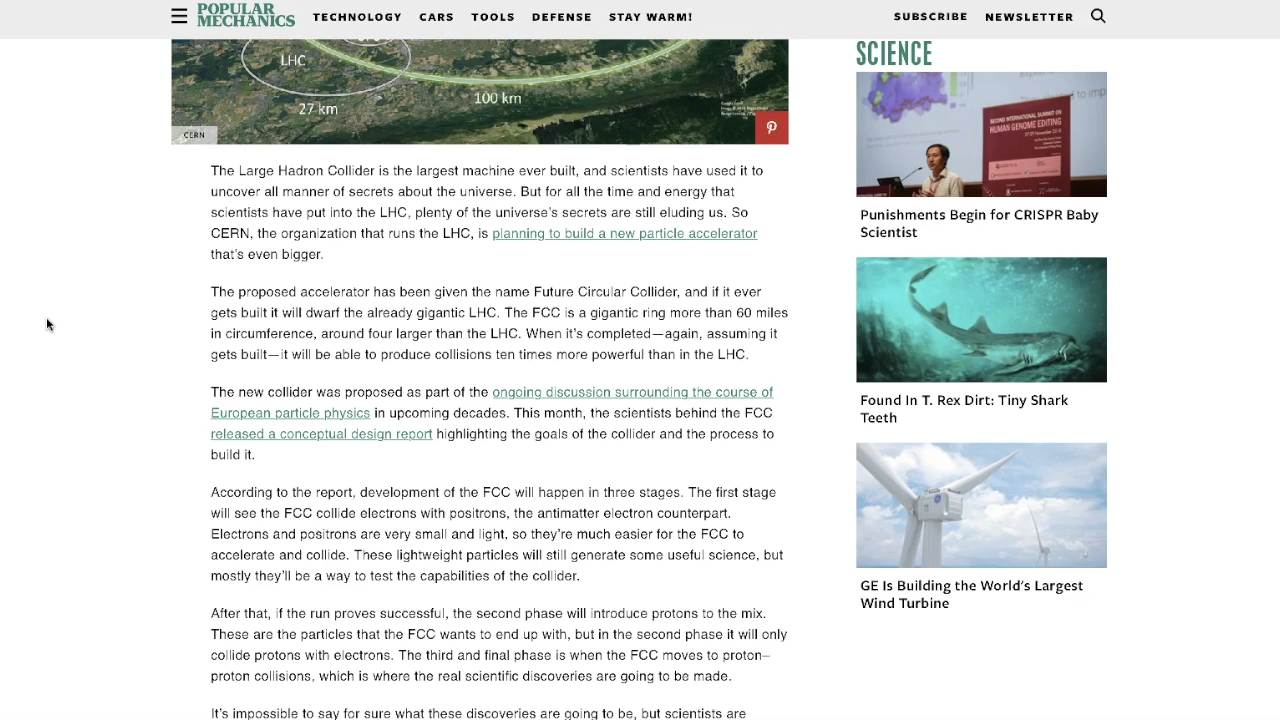 POPULAR
MECHANICS
TECHNOLOGY CARS TOOLS DEFENSE STAY WARM!
SUBSCRIBE NEWSLETTER
LHC
27 km
100 km
CERN
The Large Hadron Collider is the largest machine ever built, and scientists have used it to
uncover all manner of secrets about the universe. But for all the time and energy that
scientists have put into the LHC, plenty of the universe's secrets are still eluding us. So
CERN, the organization that runs the LHC, is planning to build a new particle accelerator
that's even bigger.
The proposed accelerator has been given the name Future Circular Collider, and if it ever
gets built it will dwarf the already gigantic LHC. The FCC is a gigantic ring more than 60 miles
in circumference, around four larger than the LHC. When it's completed—again, assuming it
gets built—it will be able to produce collisions ten times more powerful than in the LHC.
The new collider was proposed as part of the ongoing discussion surrounding the course of
European particle physics in upcoming decades. This month, the scientists behind the FCC
released a conceptual design report highlighting the goals of the collider and the process to
build it.
According to the report, development of the FCC will happen in three stages. The first stage
will see the FCC collide electrons with positrons, the antimatter electron counterpart.
Electrons and positrons are very small and light, so they're much easier for the FCC to
accelerate and collide. These lightweight particles will still generate some useful science, but
mostly they'll be a way to test the capabilities of the collider.
After that, if the run proves successful, the second phase will introduce protons to the mix.
These are the particles that the FCC wants to end up with, but in the second phase it will only
collide protons with electrons. The third and final phase is when the FCC moves to proton–
proton collisions, which is where the real scientific discoveries are going to be made.
It's impossible to say for sure what these discoveries are going to be, but scientists are
SCIENCE
SECOND INTERNATIONAL SUMMIT ON
HUMAN GENOME EDITING
Punishments Begin for CRISPR Baby
Scientist
Found In T. Rex Dirt: Tiny Shark
Teeth
GE Is Building the World's Largest
Wind Turbine